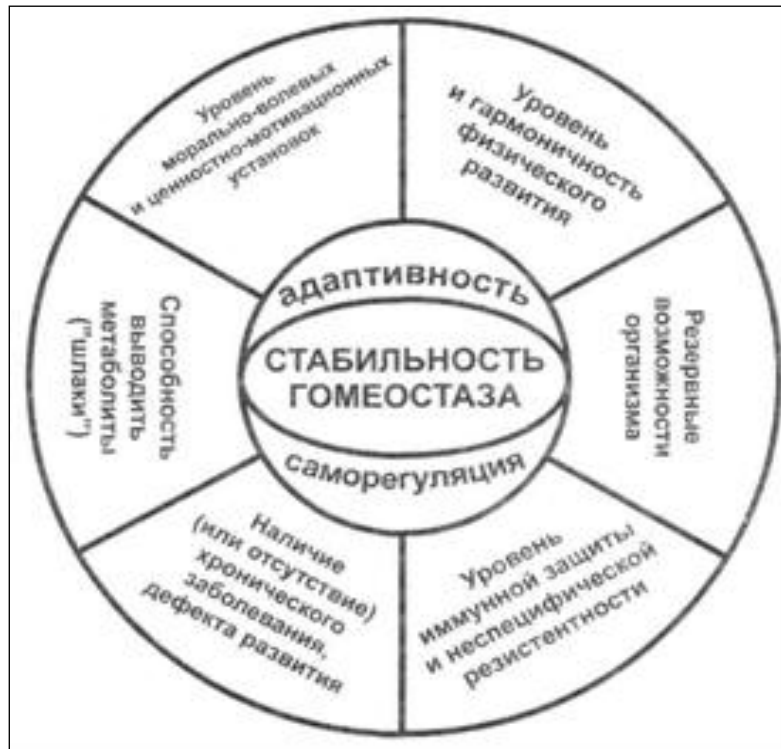 Уровень
морально-волевых
и ценностно-мотивационных
установок
Уровень
и гармоничность
физического
развития
Резервные
возможности
организма
Уровень
иммунной защиты
и неспецифической
резистентности
Наличие
(или отсутствие)
хронического
заболевания,
дефекта развития
Способность
выводить
метаболиты
("шлаки")
адаптивность
СТАБИЛЬНОСТЬ
ГОМЕОСТАЗА
саморегуляция